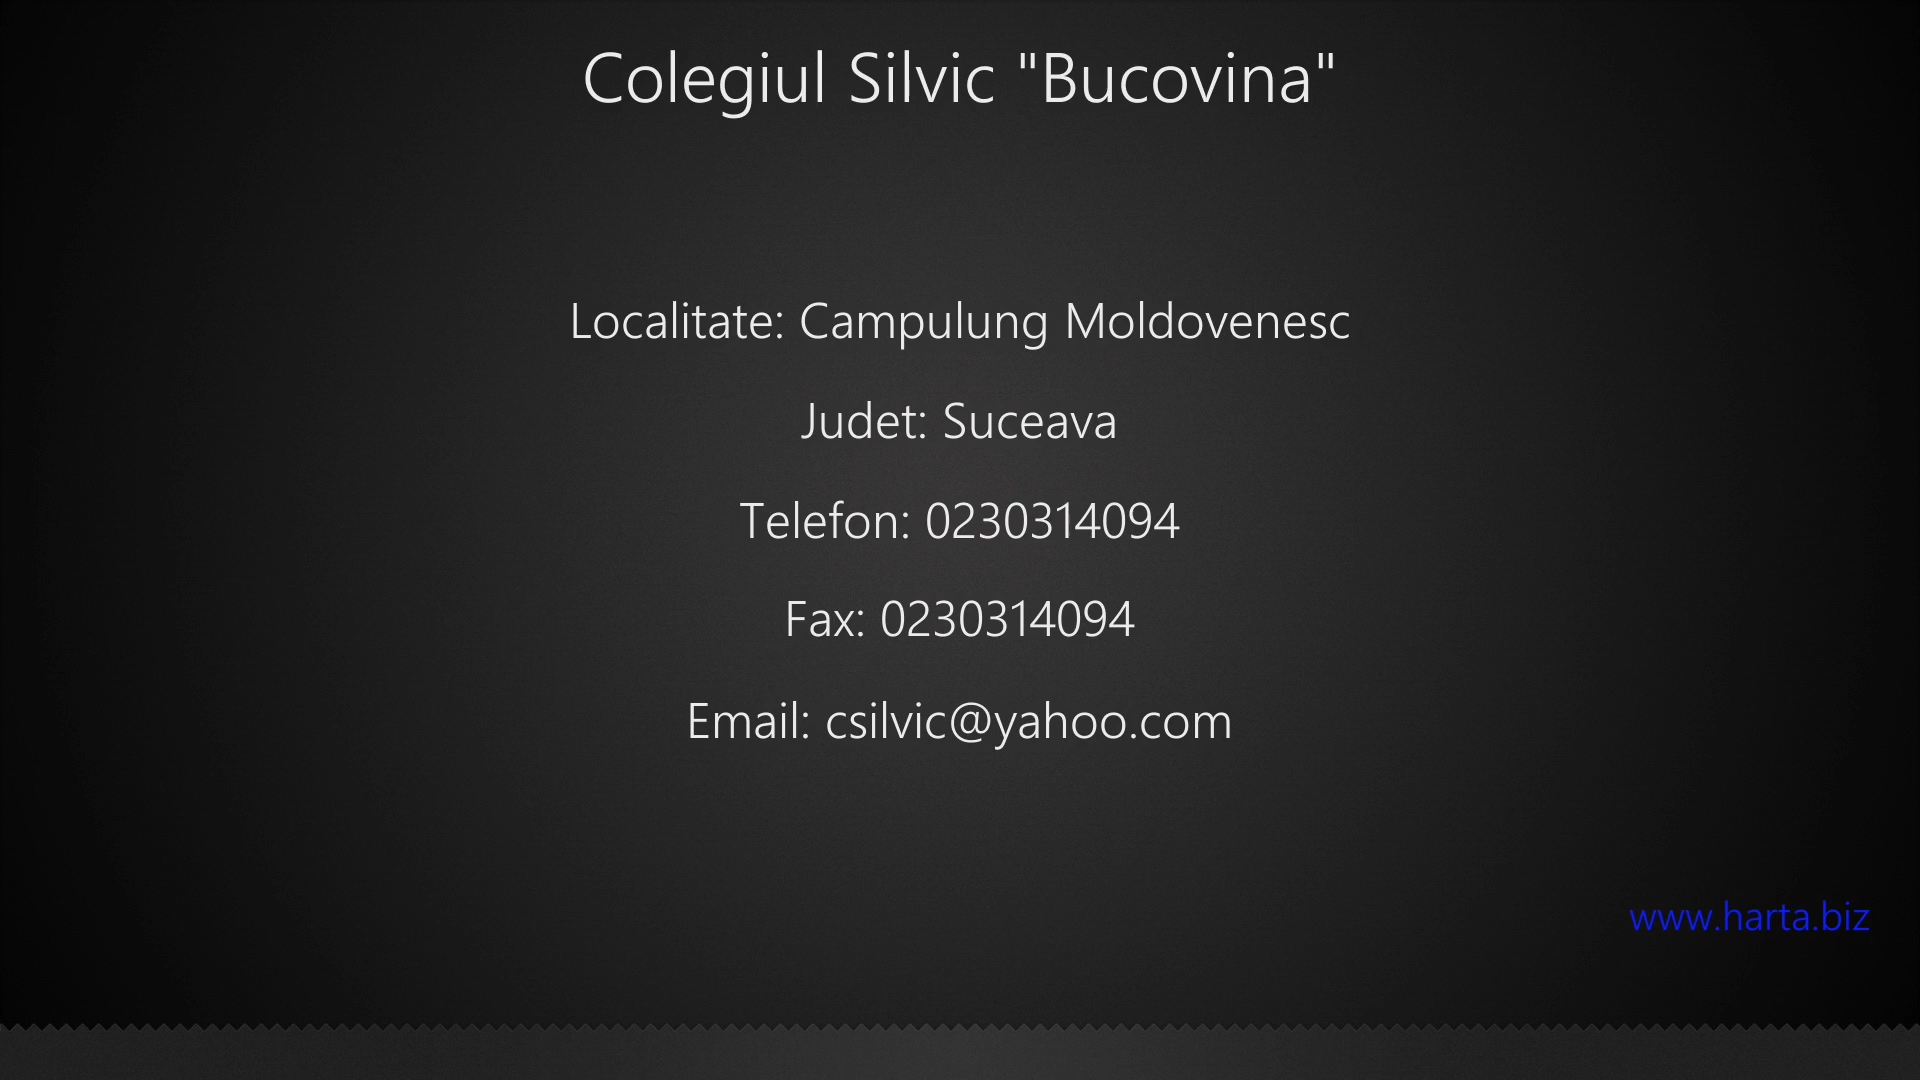 Colegiul Silvic "Bucovina"
Localitate: Campulung Moldovenesc
Judet: Suceava
Telefon: 0230314094
Fax: 0230314094
Email: csilvic@yahoo.com
www.harta.biz